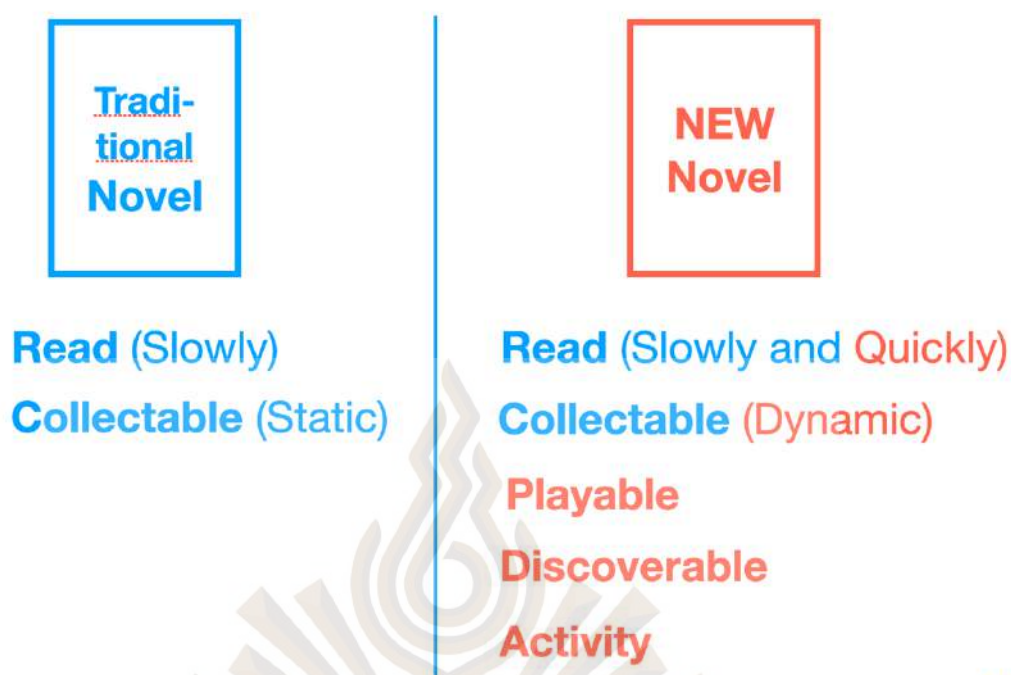 Tradi-
tional
Novel
Read (Slowly)
Collectable (Static)
NEW
Novel
Read (Slowly and Quickly)
Collectable (Dynamic)
Playable
Discoverable
Activity